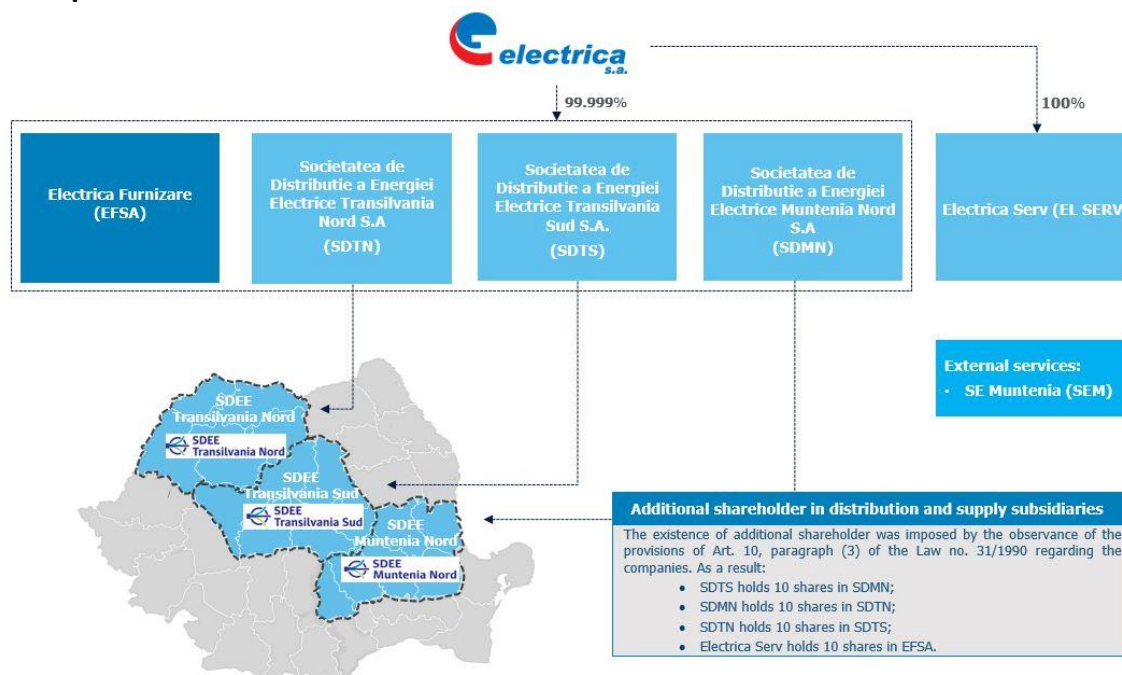 electrica
s.a.
99.999%
100%
Electrica Furnizare
(EFSA)
Societatea de
Distributie a Energiei
Electrice Transilvania
Nord S.A
(SDTN)
Societatea de
Distributie a Energiei
Electrice Transilvania
Sud S.A.
(SDTS)
Societatea de
Distributie a Energiei
Electrice Muntenia Nord
S.A
(SDMN)
Electrica Serv (EL SERV
External services:
• SE Muntenia (SEM)
SDEE
Transilvania Nord
SDEE
Transilvania Nord
SDEE
Transilvania Sud
SDEE
Transilvania Sud
SDEE
Muntenia Nord
SDEE
Muntenia Nord
Additional shareholder in distribution and supply subsidiaries
The existence of additional shareholder was imposed by the observance of the
provisions of Art. 10, paragraph (3) of the Law no. 31/1990 regarding the
companies. As a result:
• SDTS holds 10 shares in SDMN;
• SDMN holds 10 shares in SDTN;
• SDTN holds 10 shares in SDTS;
• Electrica Serv holds 10 shares in EFSA.